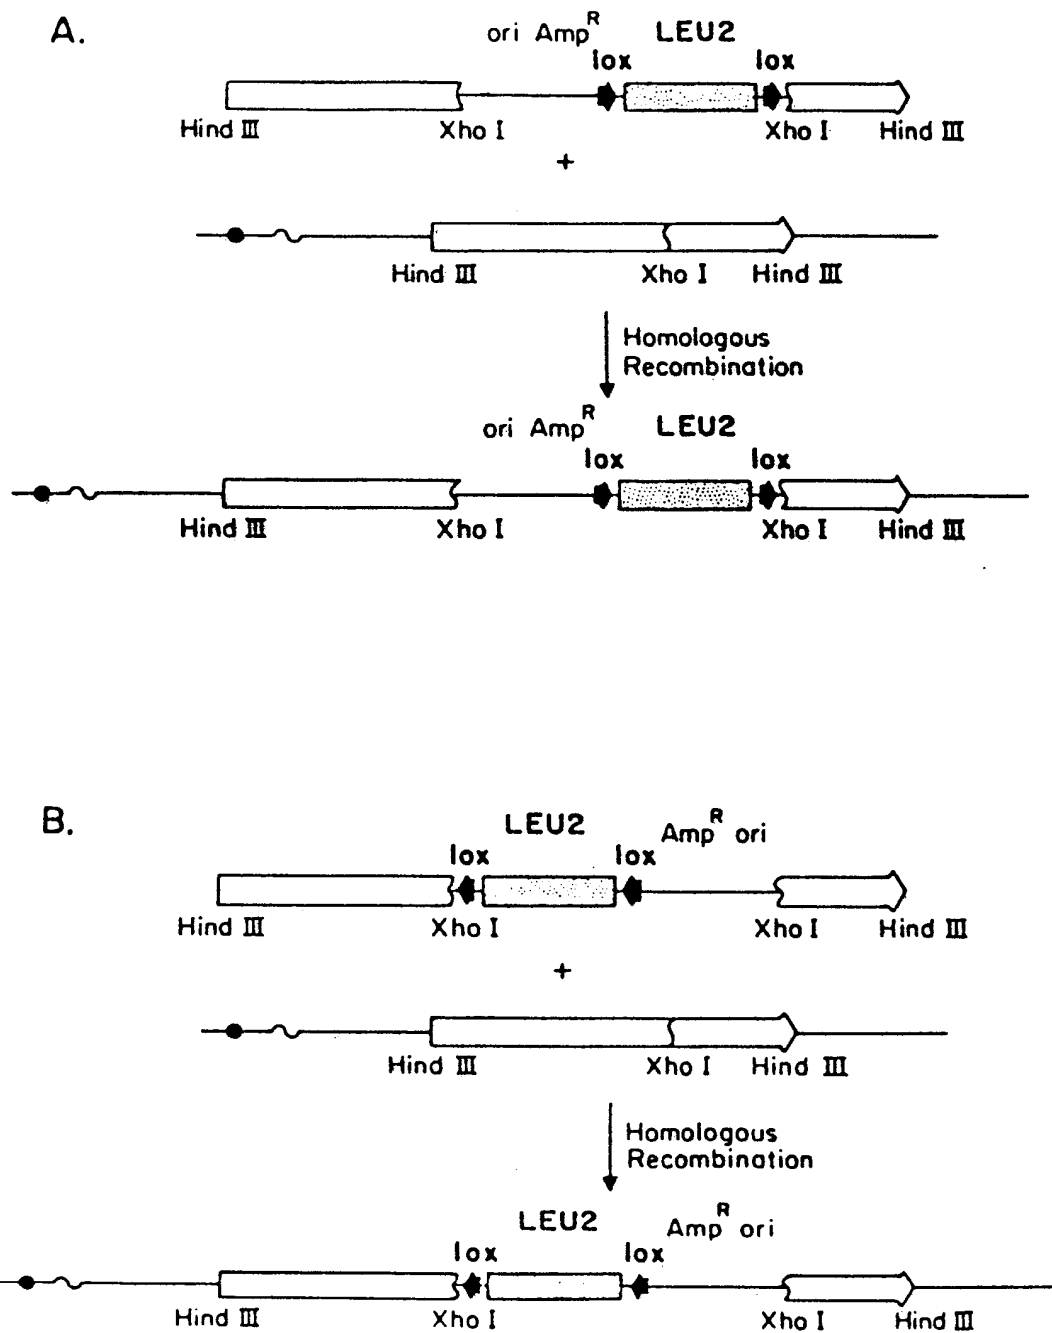 A.
ori Amp^R LEU2
lox lox
Hind III Xho I Xho I Hind III
+
Hind III Xho I Hind III
Homologous
Recombination
ori Amp^R LEU2
lox lox
Hind III Xho I Xho I Hind III
B.
LEU2 Amp^R ori
lox lox
Hind III Xho I Xho I Hind III
+
Hind III Xho I Hind III
Homologous
Recombination
LEU2 Amp^R ori
lox lox
Hind III Xho I Xho I Hind III